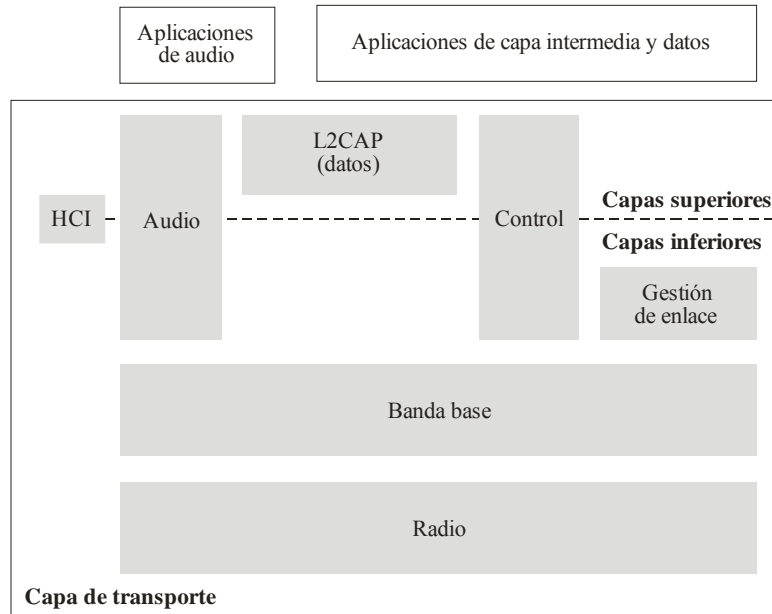 Aplicaciones
de audio
Aplicaciones de capa intermedia y datos
L2CAP
(datos)
HCI
Audio
Control
Capas superiores
Capas inferiores
Gestión
de enlace
Banda base
Radio
Capa de transporte